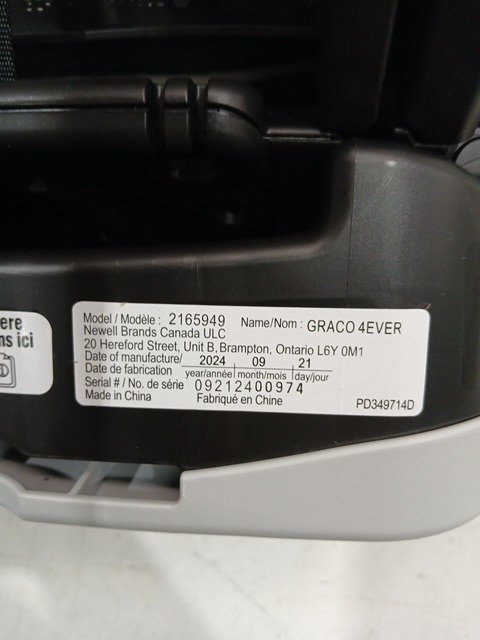 ere
ns ici
Model / Modèle : 2165949 Name/Nom : GRACO 4EVER
Newell Brands Canada ULC
20 Hereford Street, Unit B, Brampton, Ontario L6Y 0M1
Date of manufacture/ 2024 09 21
Date de fabrication year/année month/mois day/jour
Serial # / No. de série 09212400974
Made in China Fabriqué en Chine PD349714D